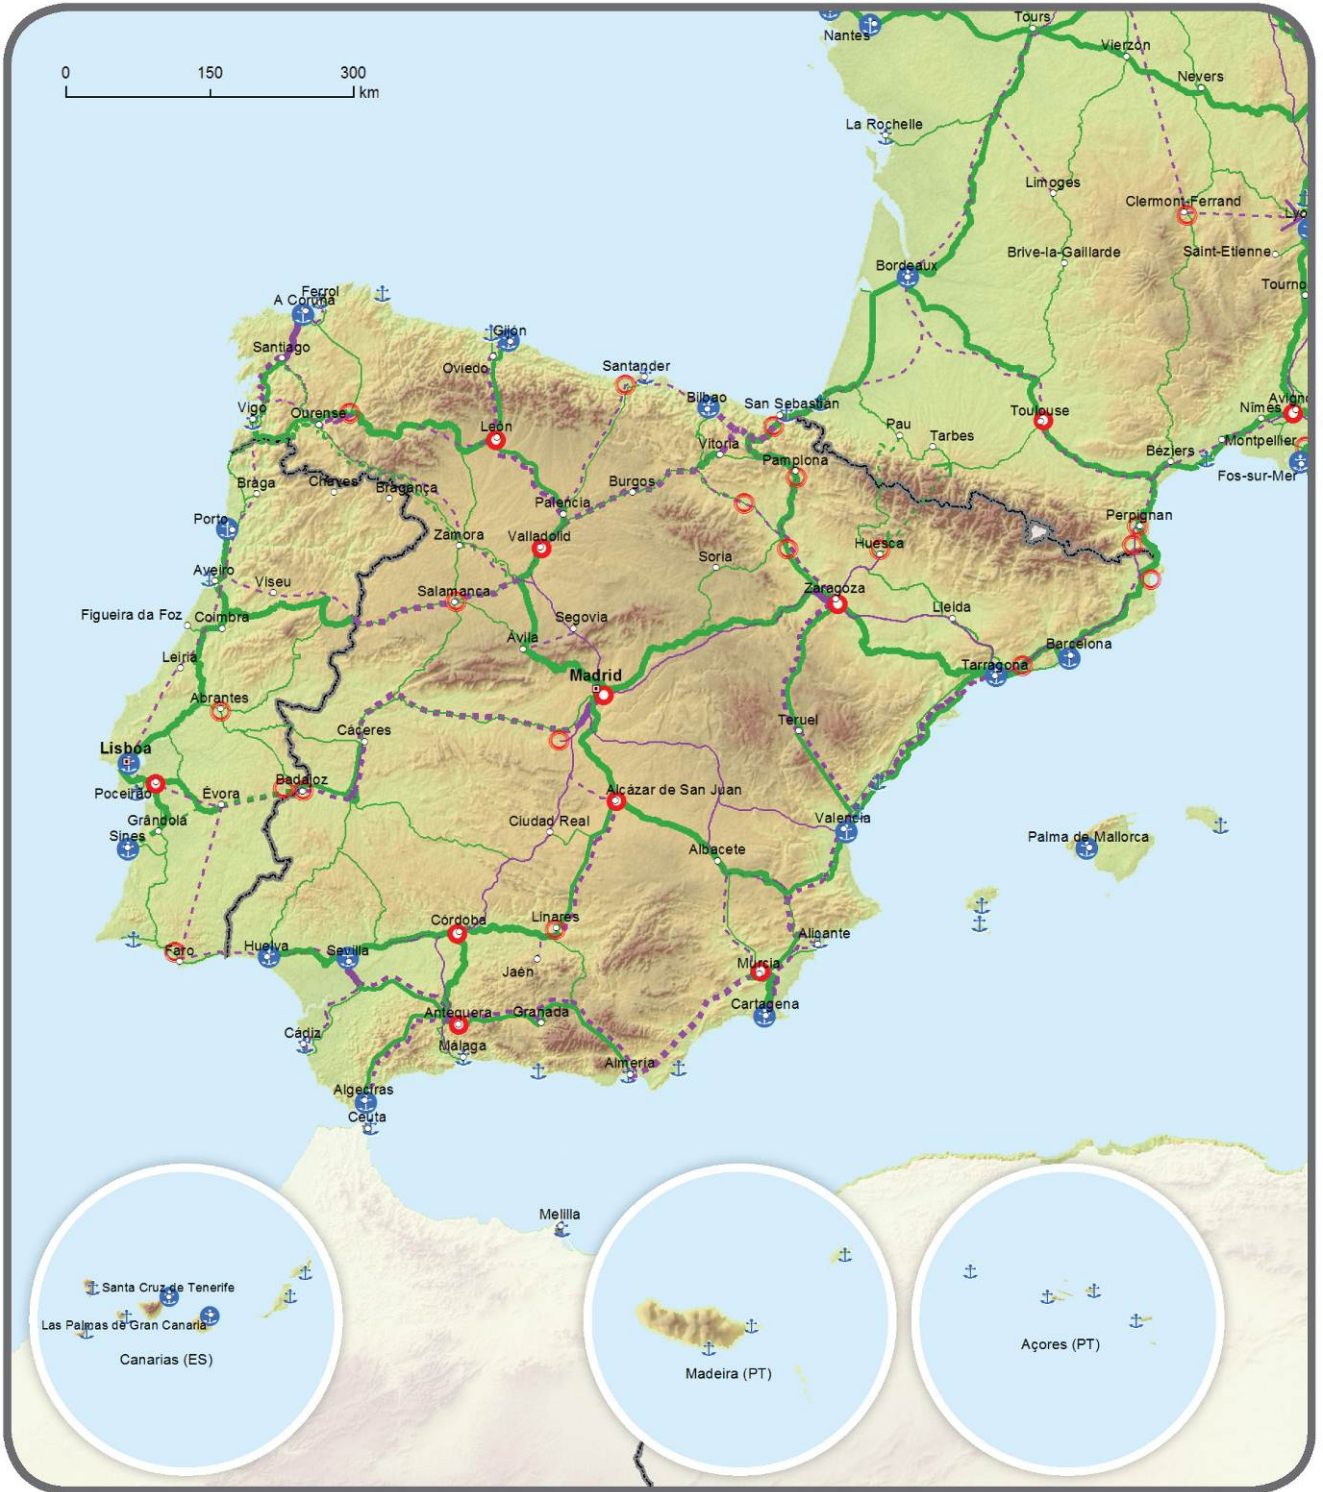 0 150 300
km
Tours
Nantes
Vierzon
Nevers
La Rochelle
Limoges
Clermont-Ferrand
Lyo
Brive-la-Gaillarde
Saint-Etienne
Bordeaux
Tourno
Ferrol
A Coruña
Gijón
Santiago
Oviedo
Santander
Bilbao
San Sebastián
Vigo
Ourense
León
Toulouse
Nîmes
Avigno
Pau
Tarbes
Vitoria
Montpellier
Béziers
Pamplona
Fos-sur-Mer
Braga
Chaves
Bragança
Burgos
Palencia
Perpignan
Porto
Zamora
Valladolid
Soria
Huesca
Aveiro
Viseu
Salamanca
Zaragoza
Lleida
Figueira da Foz
Coimbra
Segovia
Ávila
Barcelona
Leiria
Tarragona
Madrid
Abrantes
Cáceres
Teruel
Lisboa
Badajoz
Poceirão
Évora
Alcázar de San Juan
Grândola
Sines
Ciudad Real
Valencia
Palma de Mallorca
Albacete
Córdoba
Linares
Faro
Huelva
Sevilla
Alicante
Jaén
Murcia
Cartagena
Antequera
Granada
Cádiz
Málaga
Almería
Algeciras
Ceuta
Melilla
Santa Cruz de Tenerife
Las Palmas de Gran Canaria
Canarias (ES)
Madeira (PT)
Açores (PT)